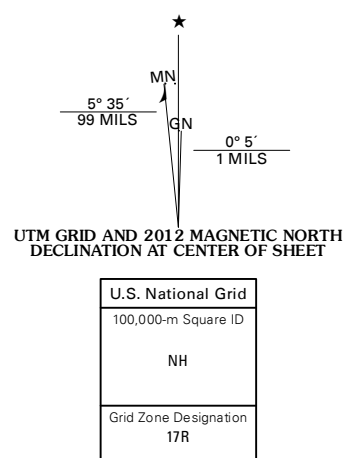 ★
M.N.
5° 35´
99 MILS
GN
0° 5´
1 MILS
UTM GRID AND 2012 MAGNETIC NORTH
DECLINATION AT CENTER OF SHEET
U.S. National Grid
100,000-m Square ID
NH
Grid Zone Designation
17R